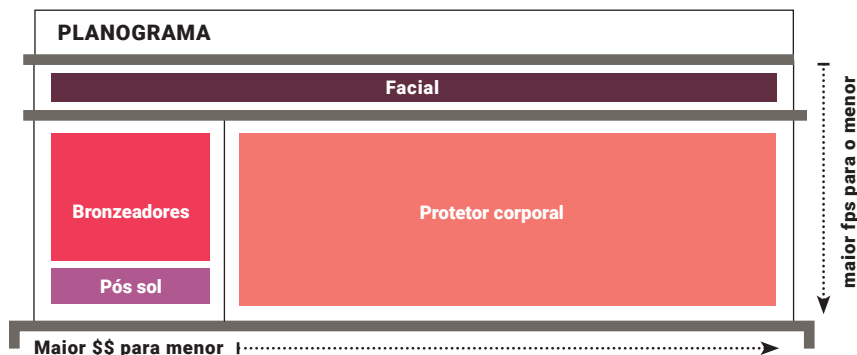 PLANOGRAMA
Facial
Bronzeadores
Protetor corporal
Pós sol
maior fps para o menor
Maior $$ para menor